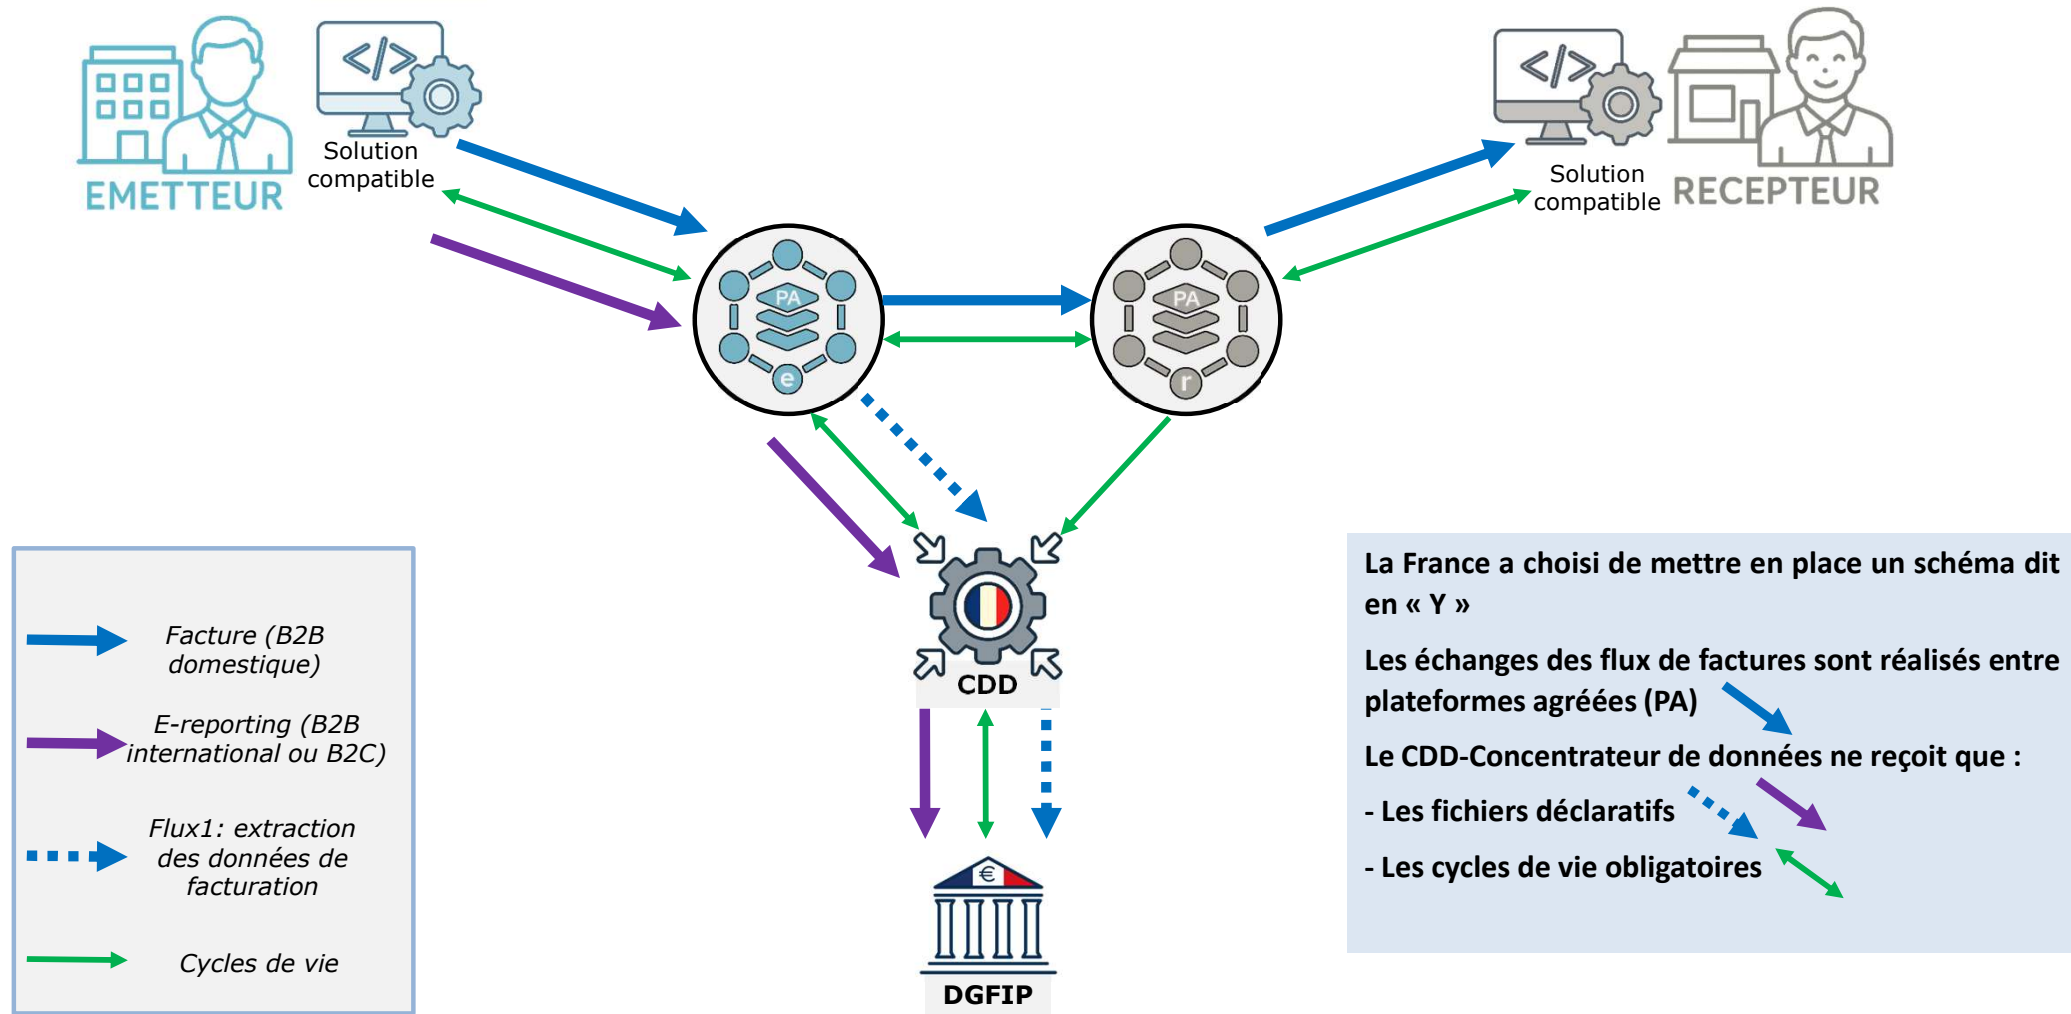 EMETTEUR
Solution
compatible
Solution
compatible
RECEPTEUR
PA
e
PA
r
CDD
€
DGFIP
Facture (B2B
domestique)
E-reporting (B2B
international ou B2C)
Flux1: extraction
des données de
facturation
Cycles de vie
La France a choisi de mettre en place un schéma dit
en « Y »
Les échanges des flux de factures sont réalisés entre
plateformes agréées (PA)
Le CDD-Concentrateur de données ne reçoit que :
- Les fichiers déclaratifs
- Les cycles de vie obligatoires